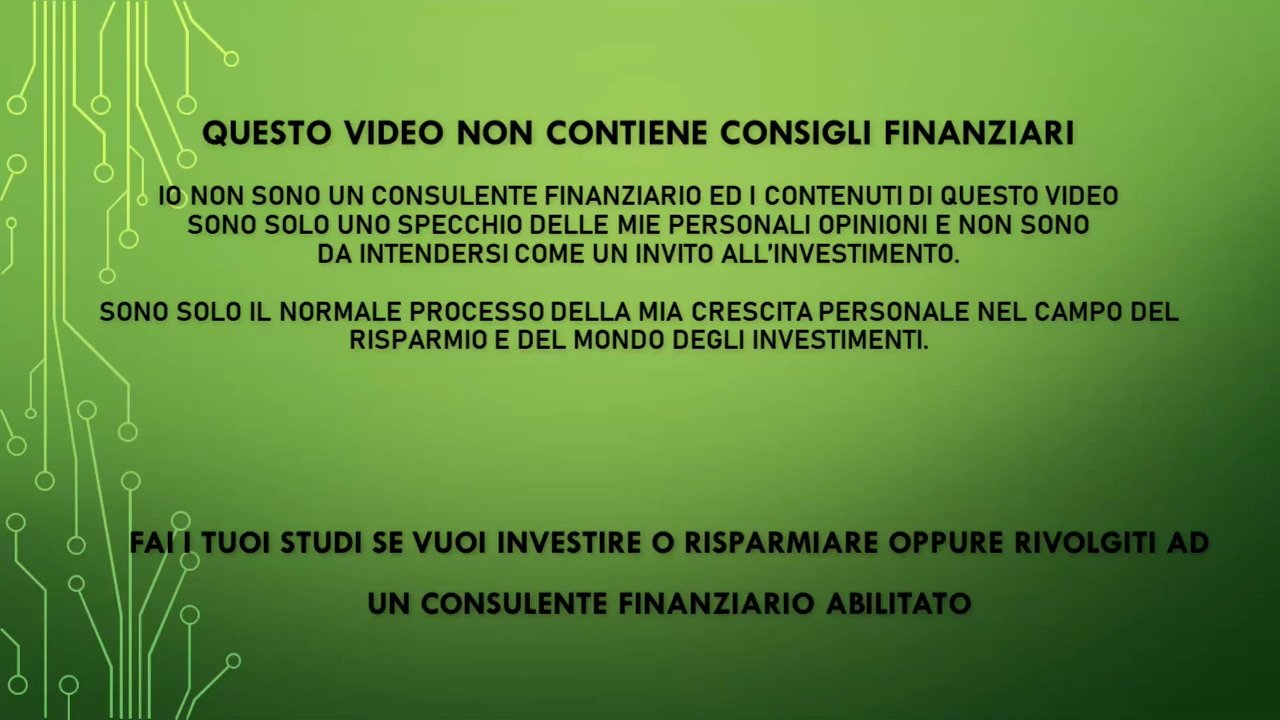 QUESTO VIDEO NON CONTIENE CONSIGLI FINANZIARI
IO NON SONO UN CONSULENTE FINANZIARIO ED I CONTENUTI DI QUESTO VIDEO
SONO SOLO UNO SPECCHIO DELLE MIE PERSONALI OPINIONI E NON SONO
DA INTENDERSI COME UN INVITO ALL'INVESTIMENTO.
SONO SOLO IL NORMALE PROCESSO DELLA MIA CRESCITA PERSONALE NEL CAMPO DEL
RISPARMIO E DEL MONDO DEGLI INVESTIMENTI.
FAI I TUOI STUDI SE VUOI INVESTIRE O RISPARMIARE OPPURE RIVOLGITI AD
UN CONSULENTE FINANZIARIO ABILITATO